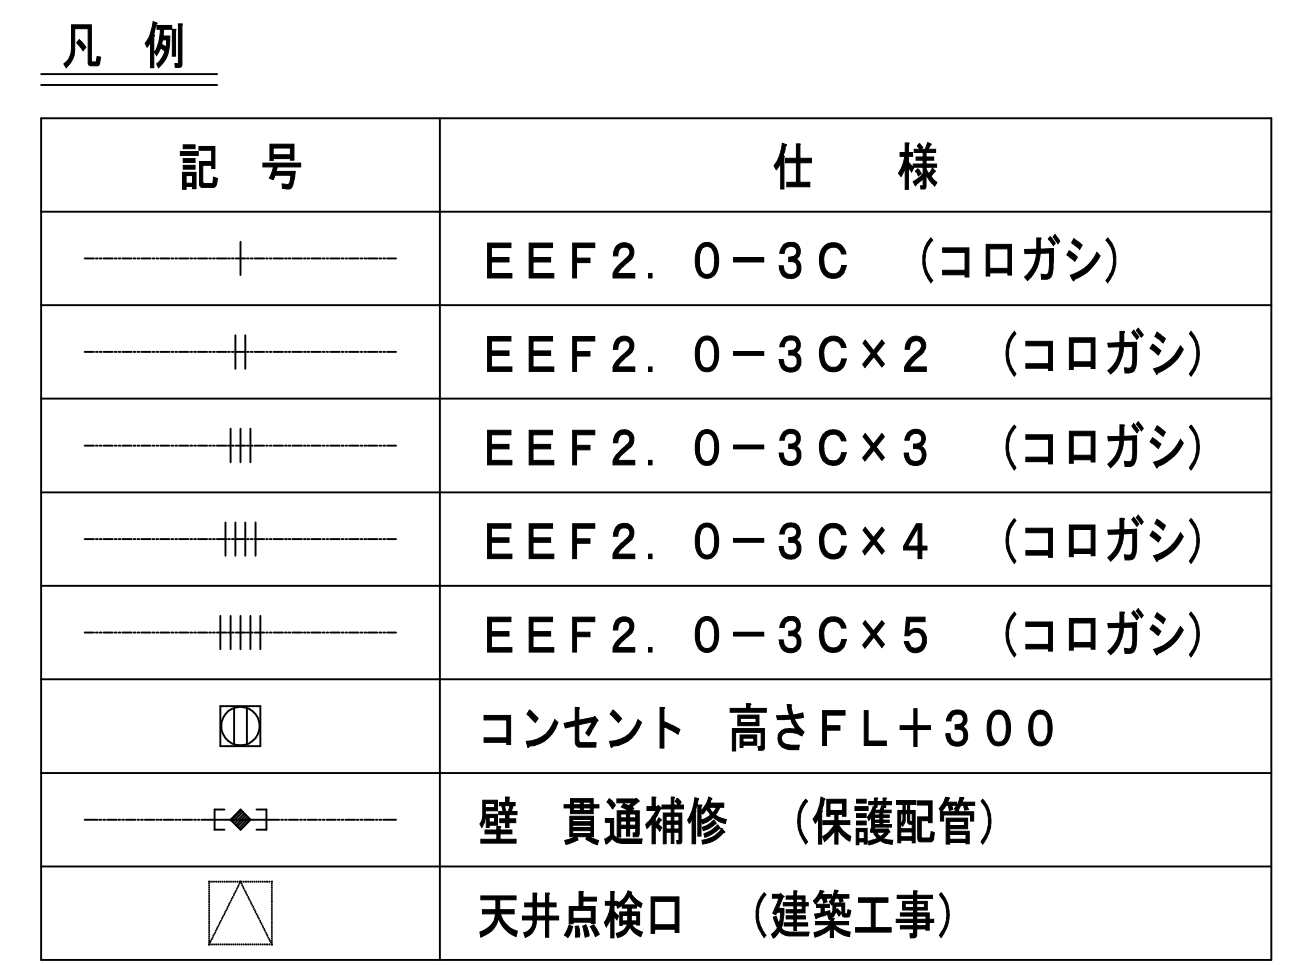 凡　例
記　号　仕　様
ＥＥＦ２．０－３Ｃ　（コロガシ）
ＥＥＦ２．０－３Ｃ×２　（コロガシ）
ＥＥＦ２．０－３Ｃ×３　（コロガシ）
ＥＥＦ２．０－３Ｃ×４　（コロガシ）
ＥＥＦ２．０－３Ｃ×５　（コロガシ）
コンセント　高さＦＬ＋３００
壁　貫通補修　（保護配管）
天井点検口　（建築工事）